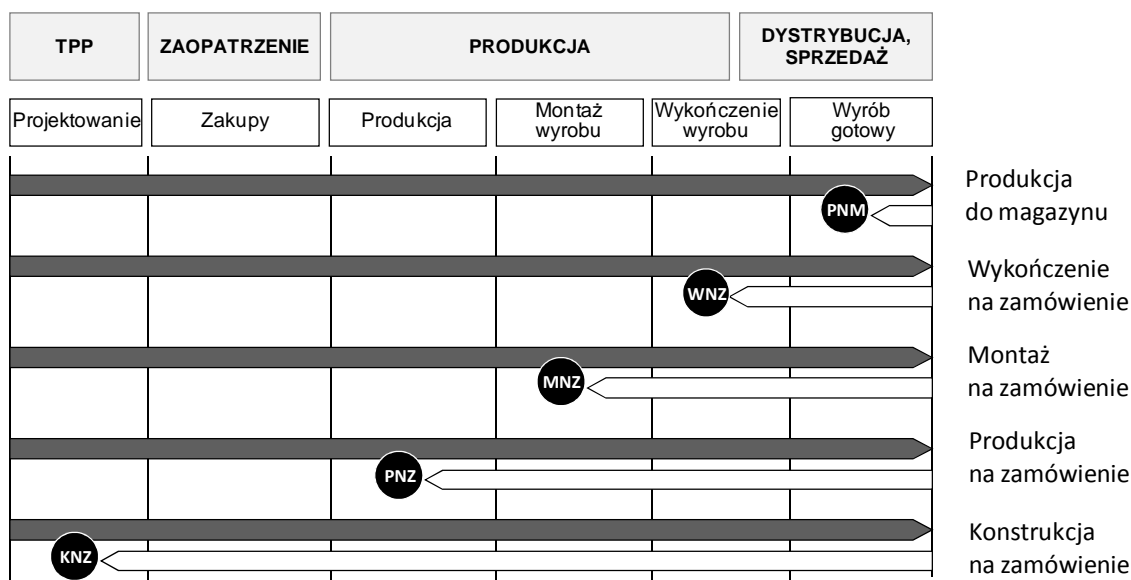 TPP
ZAOPATRZENIE
PRODUKCJA
DYSTRYBUCJA,
SPRZEDAŻ
Projektowanie
Zakupy
Produkcja
Montaż
wyrobu
Wykończenie
wyrobu
Wyrób
gotowy
Produkcja
do magazynu
PNM
Wykończenie
na zamówienie
WNZ
Montaż
na zamówienie
MNZ
Produkcja
na zamówienie
PNZ
Konstrukcja
na zamówienie
KNZ